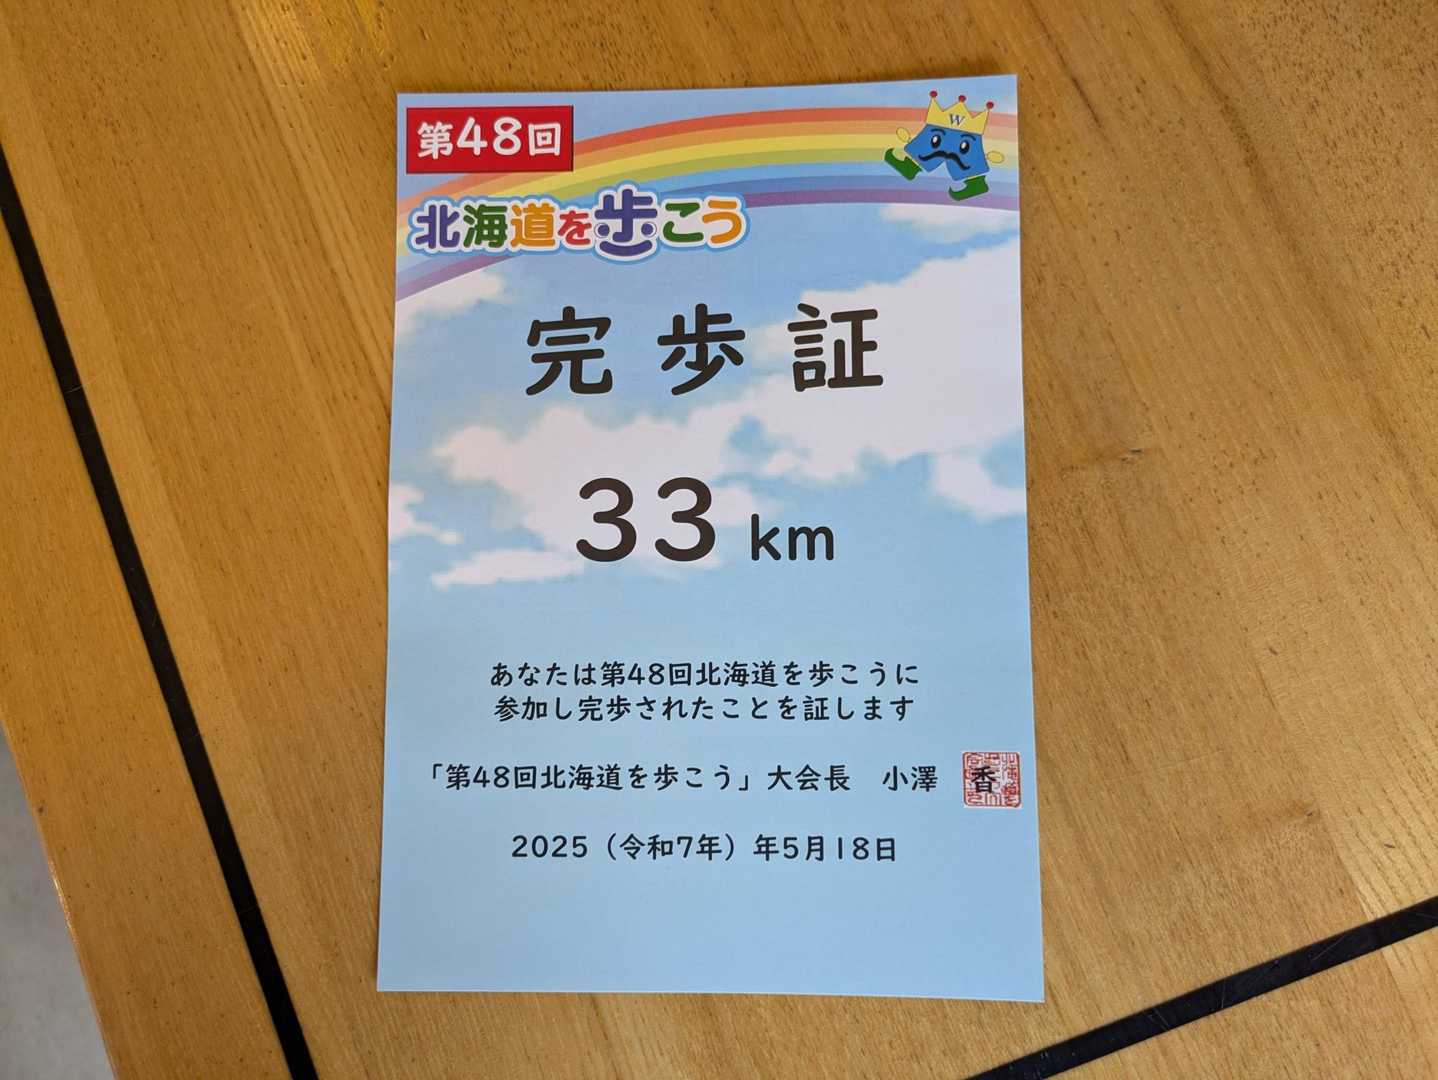 第48回
W
北海道を歩こう
完歩証
33 km
あなたは第48回北海道を歩こうに
参加し完歩されたことを証します
「第48回北海道を歩こう」大会長　小澤　香
2025（令和7年）年5月18日